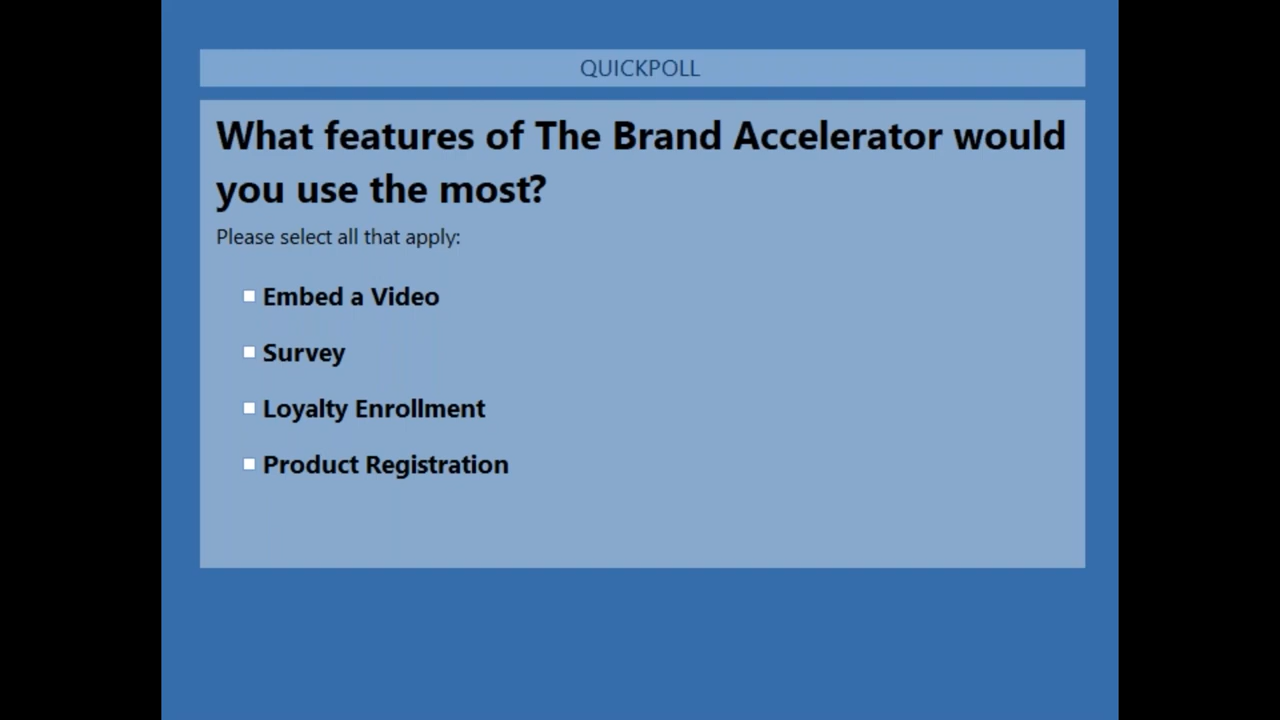 QUICKPOLL
What features of The Brand Accelerator would
you use the most?
Please select all that apply:
Embed a Video
Survey
Loyalty Enrollment
Product Registration